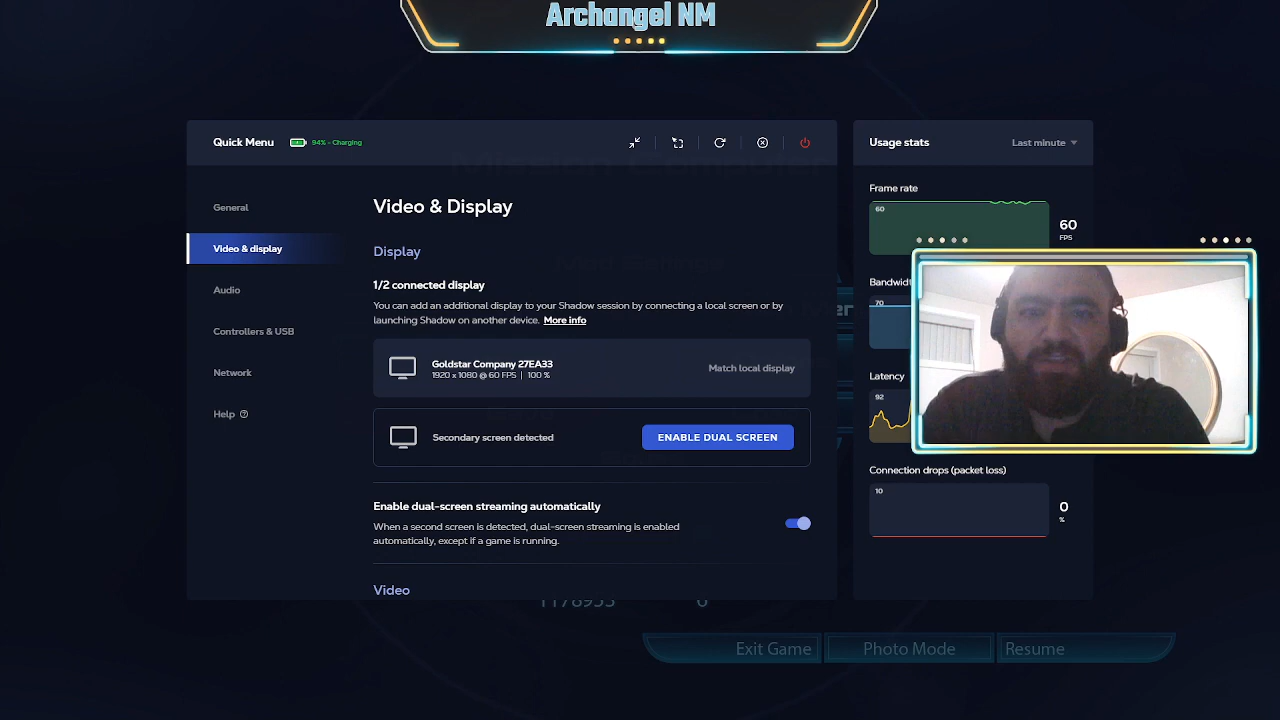 Archangel NM
Quick Menu
94% - Charging
Usage stats
Last minute
General
Video & display
Audio
Controllers & USB
Network
Help
Video & Display
Display
1/2 connected display
You can add an additional display to your Shadow session by connecting a local screen or by
launching Shadow on another device. More info
Goldstar Company 27EA33
1920 x 1080 @ 60 FPS | 100 %
Match local display
Secondary screen detected
ENABLE DUAL SCREEN
Enable dual-screen streaming automatically
When a second screen is detected, dual-screen streaming is enabled
automatically, except if a game is running.
Video
Frame rate
60
60
FPS
70
Latency
92
Connection drops (packet loss)
10
0
%
Mission Computer
Exit Game
Photo Mode
Resume